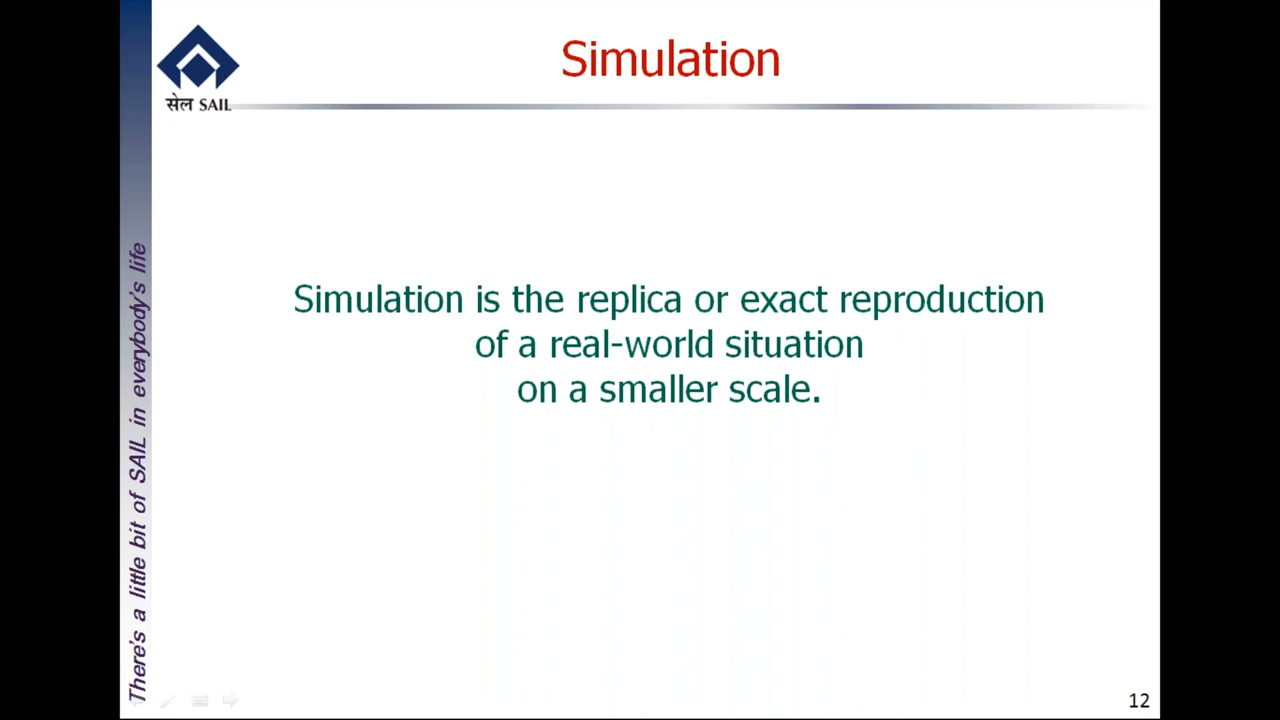 Simulation
सेल SAIL
Simulation is the replica or exact reproduction
of a real-world situation
on a smaller scale.
There's a little bit of SAIL in everybody's life
12